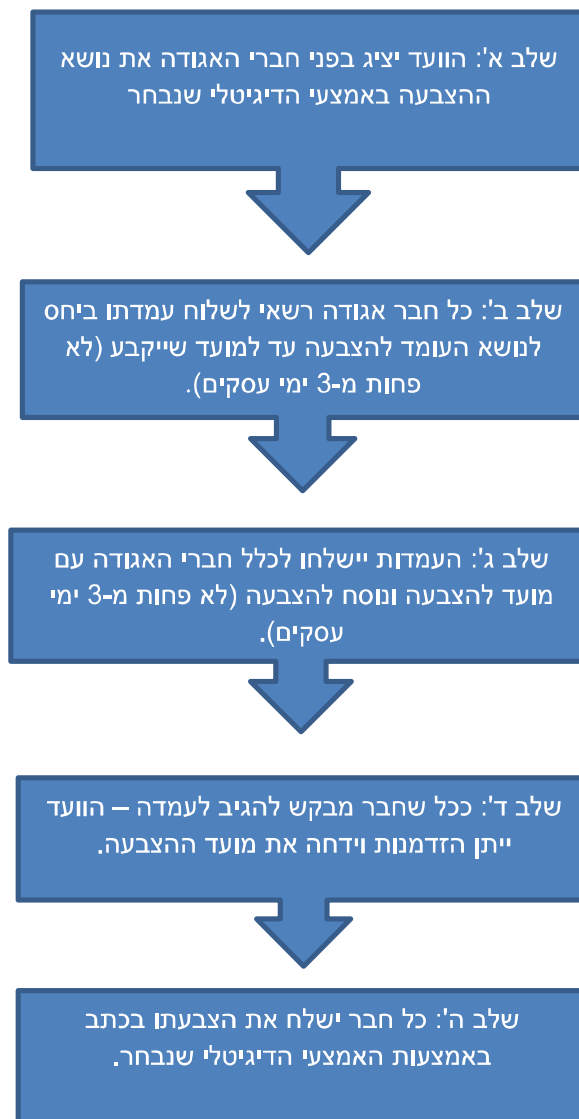 שלב א': הוועד יציג בפני חברי האגודה את נושא
ההצבעה באמצעי הדיגיטלי שנבחר
שלב ב': כל חבר אגודה רשאי לשלוח עמדתו ביחס
לנושא העומד להצבעה עד למועד שייקבע (לא
פחות מ-3 ימי עסקים).
שלב ג': העמדות יישלחו לכלל חברי האגודה עם
מועד להצבעה ונוסח להצבעה (לא פחות מ-3 ימי
עסקים).
שלב ד': ככל שחבר מבקש להגיב לעמדה – הוועד
ייתן הזדמנות וידחה את מועד ההצבעה.
שלב ה': כל חבר ישלח את הצבעתו בכתב
באמצעות האמצעי הדיגיטלי שנבחר.